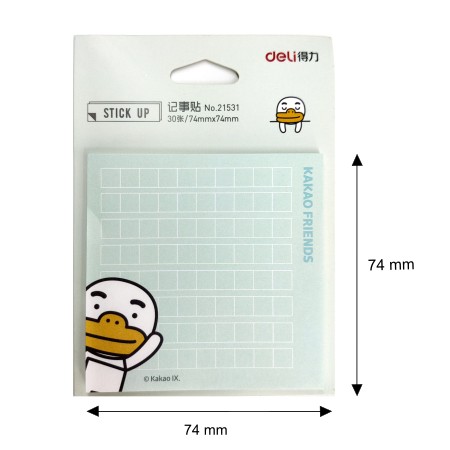 deli得力
STICK UP
记事贴 No.21531
30张/74mmx74mm
KAKAO FRIENDS
74 mm
© Kakao IX.
74 mm